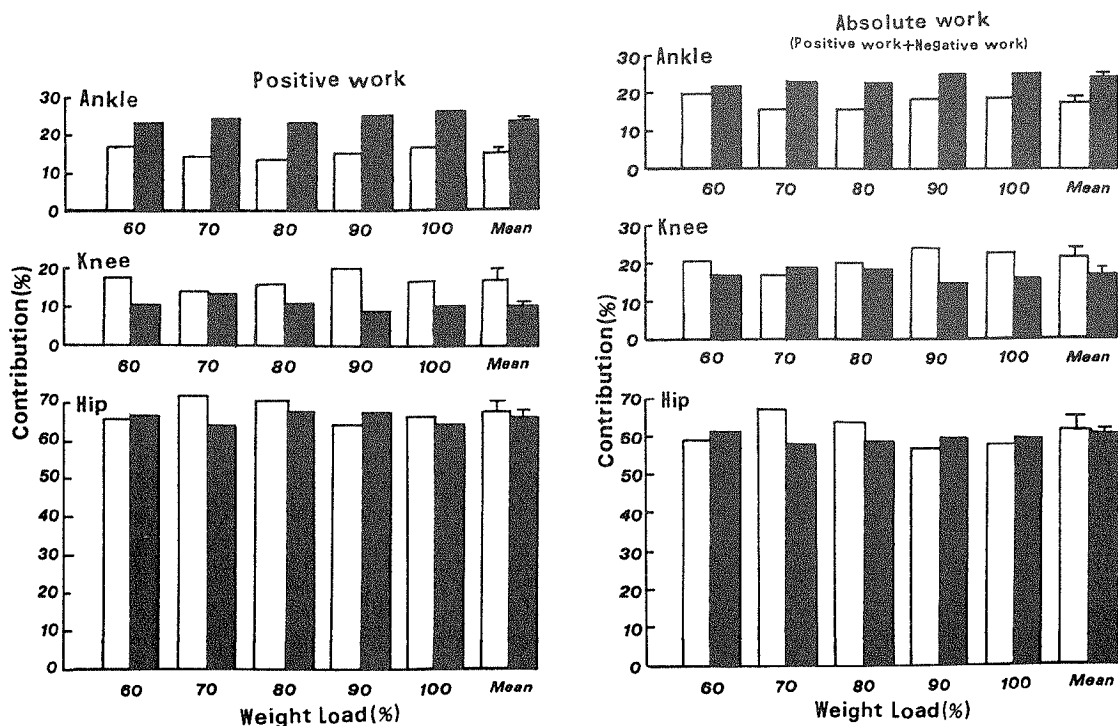 Positive work
Ankle
30
20
10
0
60 70 80 90 100 Mean
Knee
20
10
0
60 70 80 90 100 Mean
Hip
70
60
50
40
30
20
10
0
60 70 80 90 100 Mean
Contribution(%)
Weight Load(%)
Absolute work
(Positive work+Negative work)
Ankle
30
20
10
0
60 70 80 90 100 Mean
Knee
30
20
10
0
60 70 80 90 100 Mean
Hip
60
50
40
30
20
10
0
60 70 80 90 100 Mean
Contribution(%)
Weight Load(%)